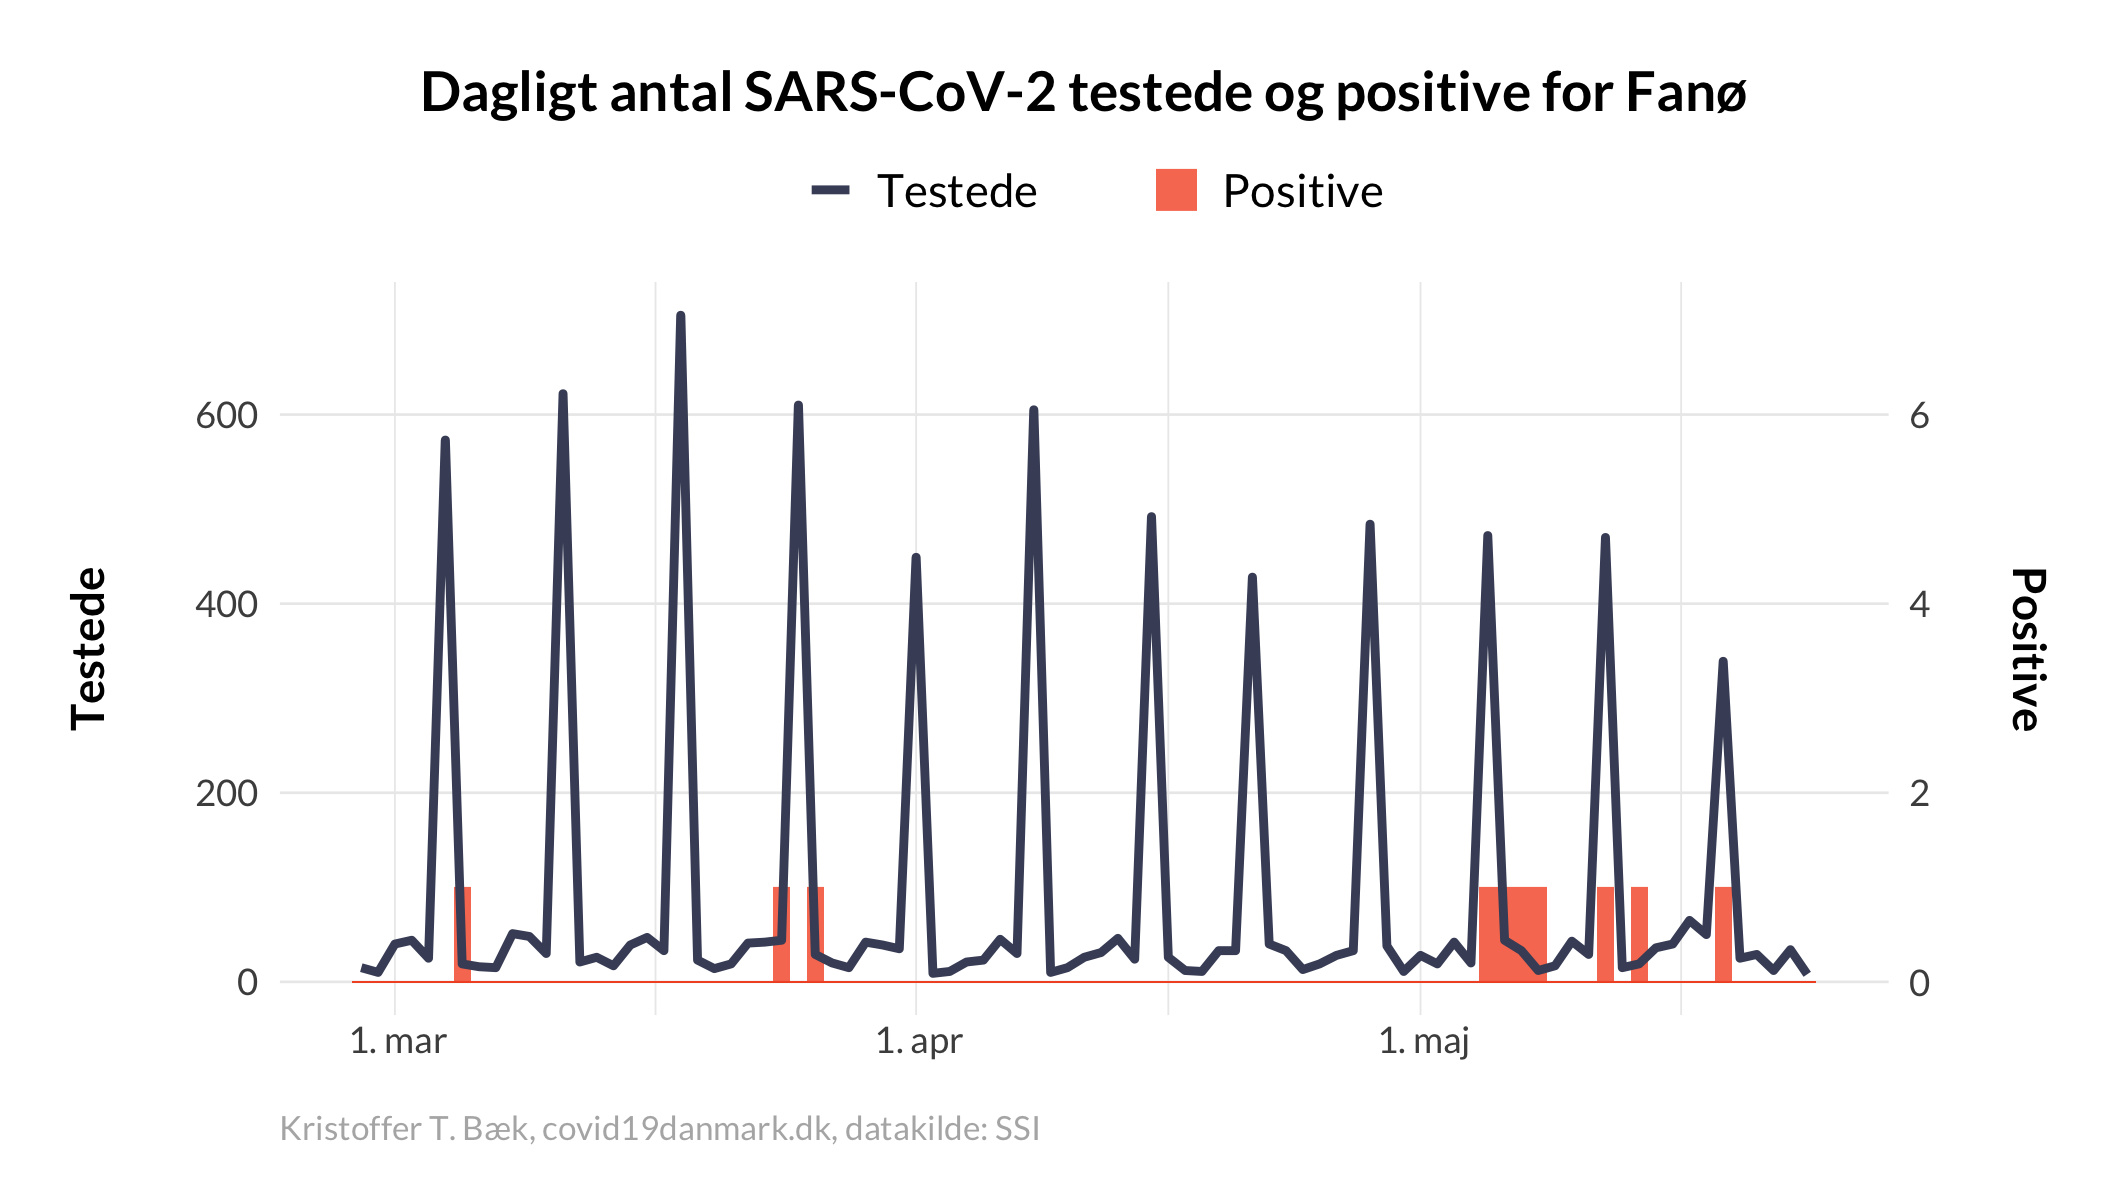 Dagligt antal SARS-CoV-2 testede og positive for Fanø
Testede
Positive
600
400
200
0
6
4
2
0
Testede
Positive
1. mar
1. apr
1. maj
Kristoffer T. Bæk, covid19danmark.dk, datakilde: SSI